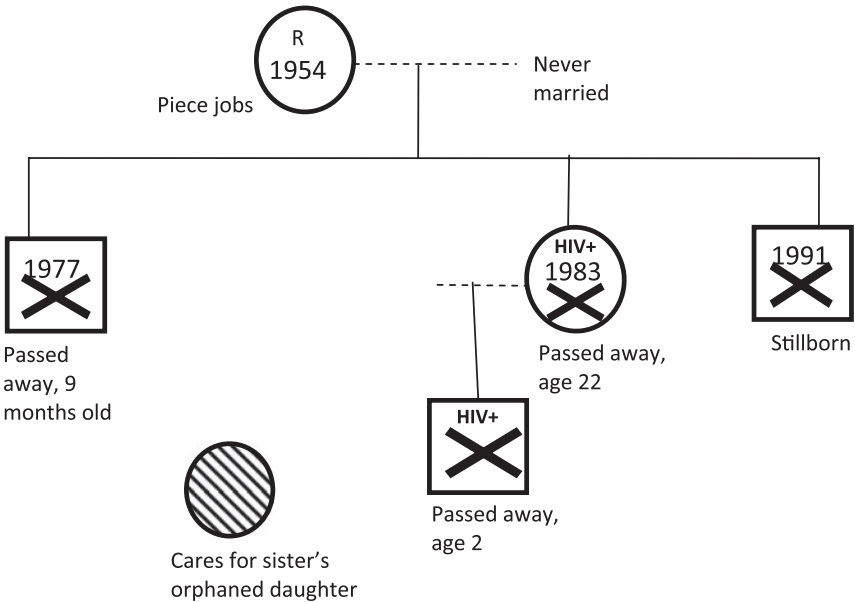 R
1954
Never
married
Piece jobs
1977
HIV+
1983
1991
Passed
away, 9
months old
Passed away,
age 22
Stillborn
HIV+
Passed away,
age 2
Cares for sister's
orphaned daughter